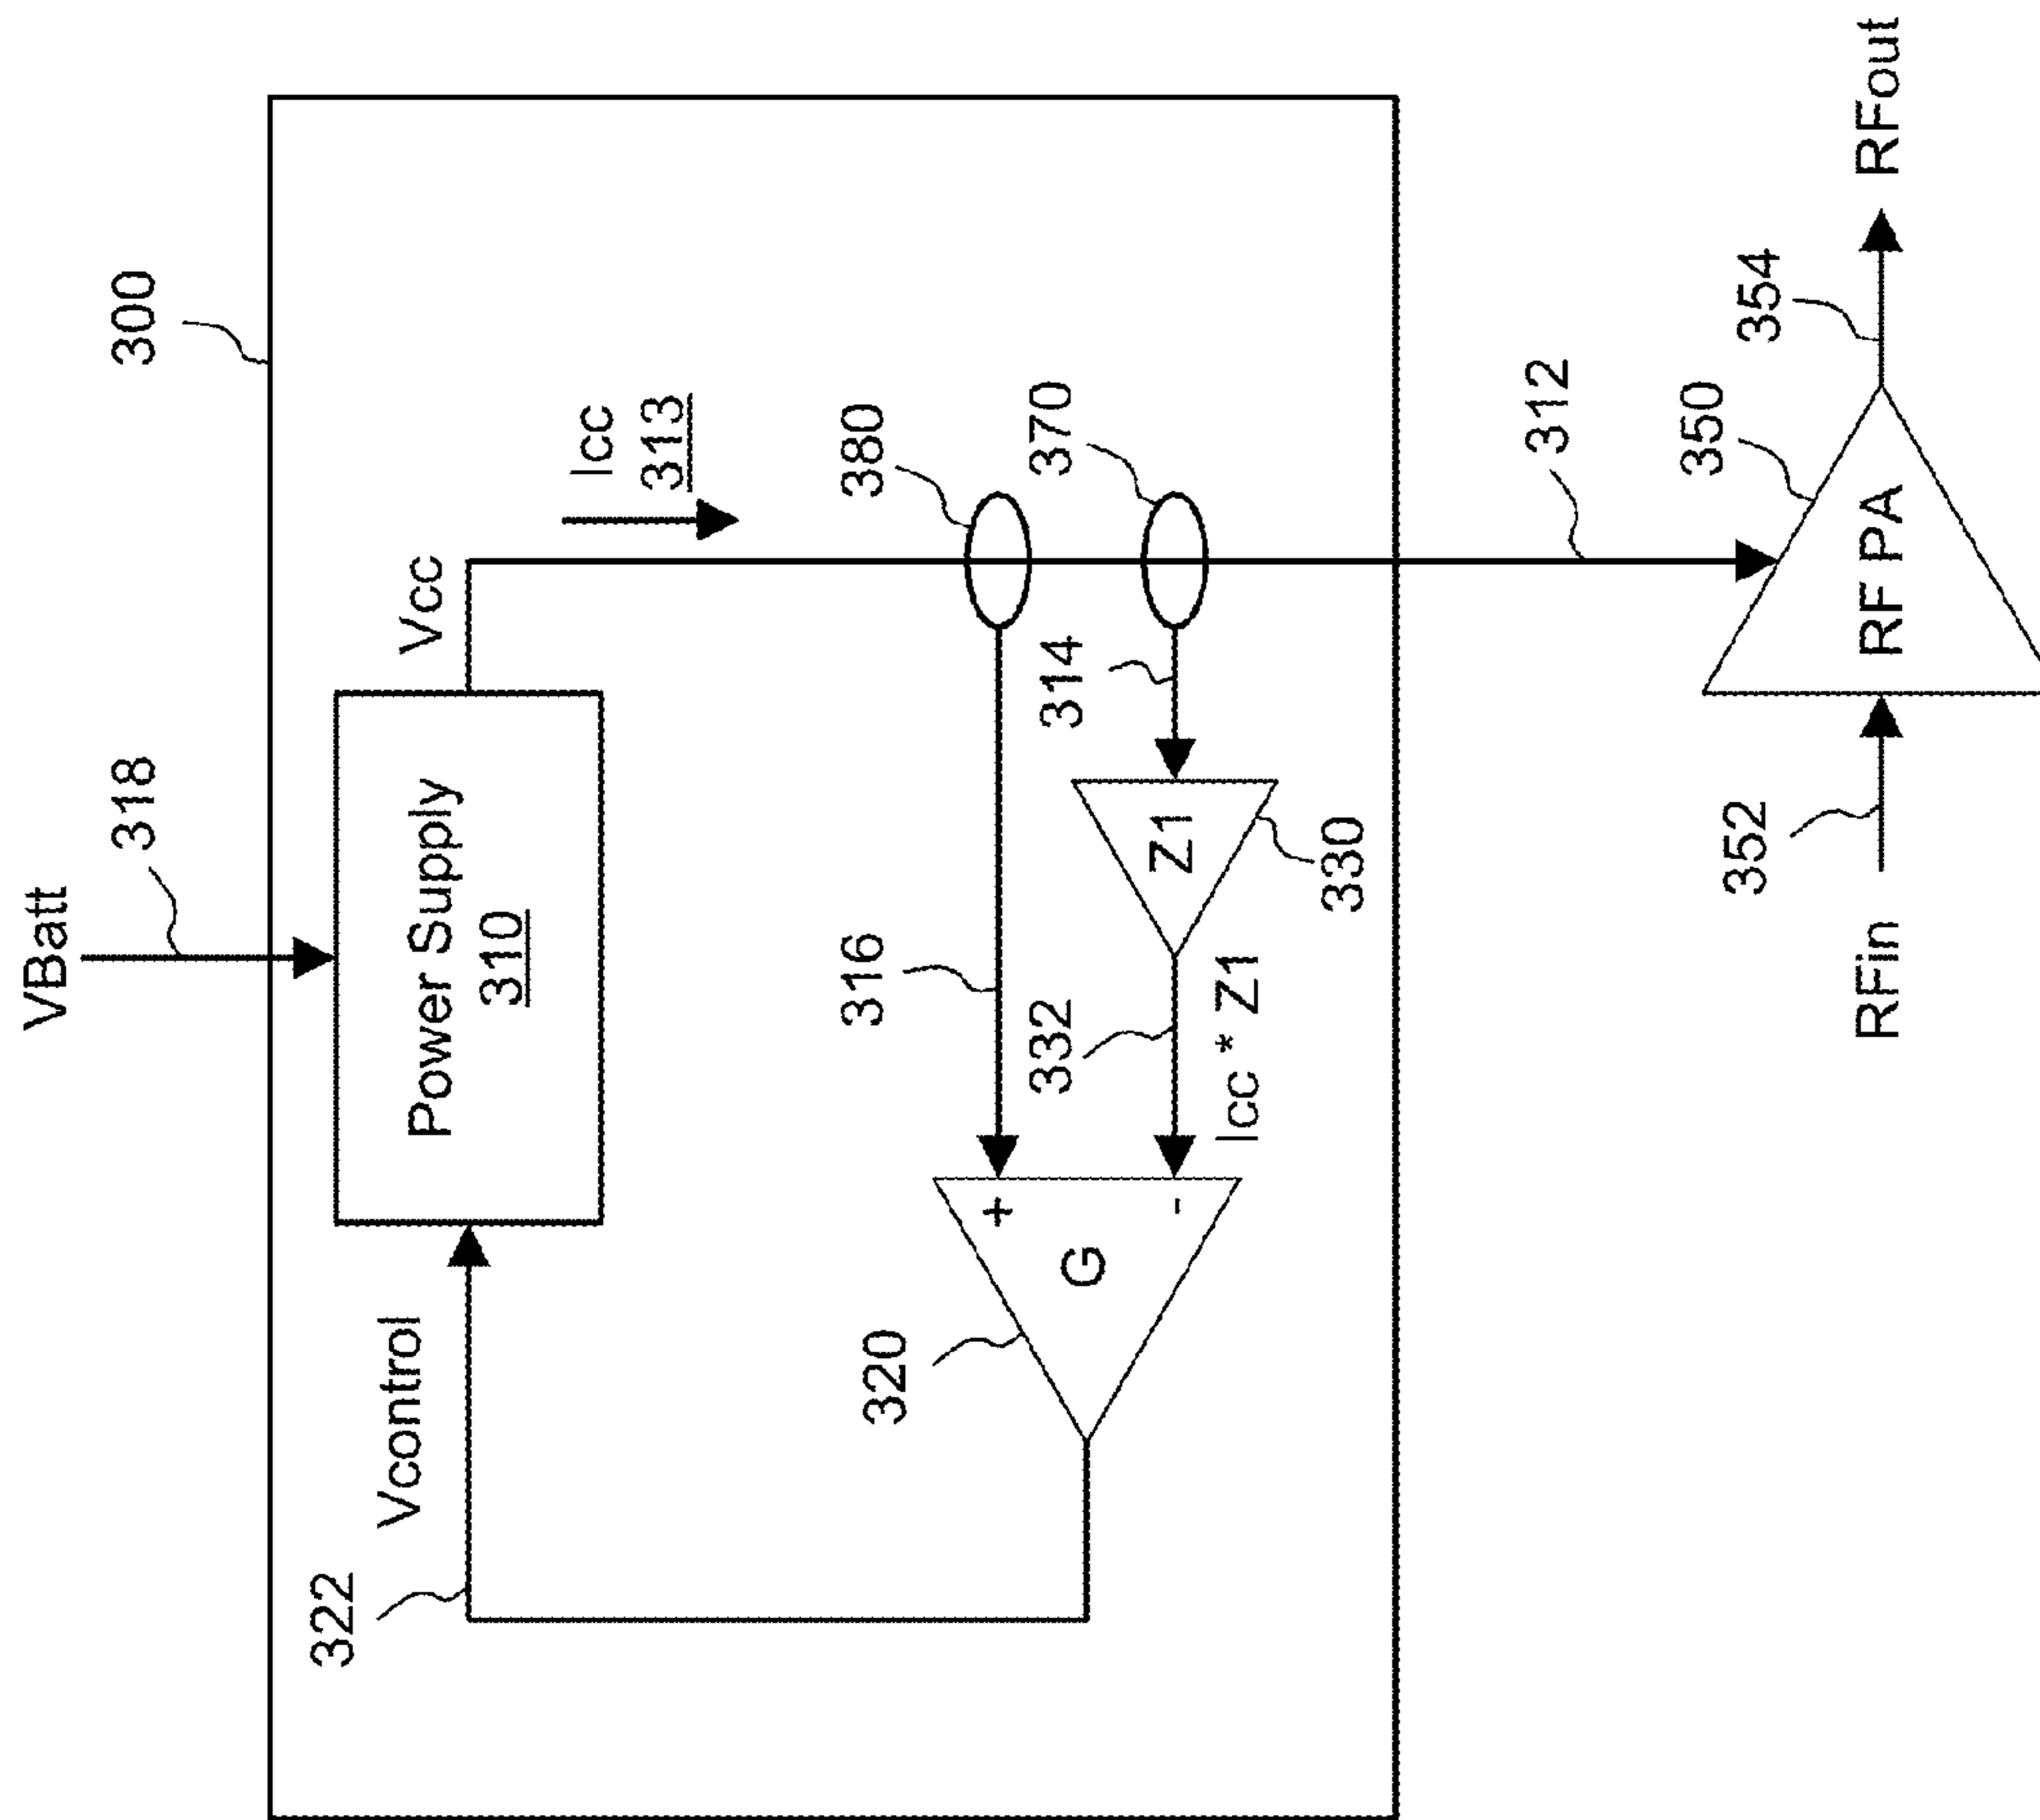 VBatt
318
300
Power Supply
310
Vcc
Icc
313
Vcontrol
322
316
380
314
370
332
Z1
330
Icc * Z1
+
-
G
320
312
350
RF PA
352
RFin
354
RFout